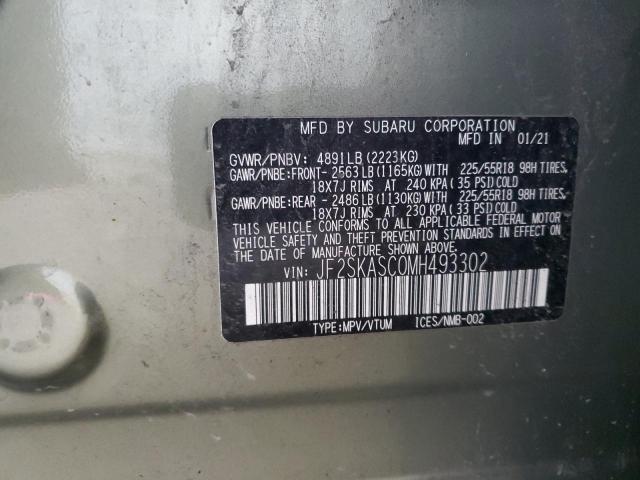 MFD BY SUBARU CORPORATION
MFD IN 01/21
GVWR/PNBV: 4891LB(2223KG)
GAWR/PNBE:FRONT- 2563LB(1165KG)WITH 225/55R18 98H TIRES,
18X7J RIMS AT 240 KPA(35 PSI)COLD
GAWR/PNBE:REAR - 2486LB(1130KG)WITH 225/55R18 98H TIRES,
18X7J RIMS AT 230 KPA(33 PSI)COLD
THIS VEHICLE CONFORMS TO ALL APPLICABLE FEDERAL MOTOR
VEHICLE SAFETY AND THEFT PREVENTION STANDARDS IN EFFECT ON
THE DATE OF MANUFACTURE SHOWN ABOVE.
VIN: JF2SKASC0MH493302
TYPE:MPV/VTUM ICES/NMB-002